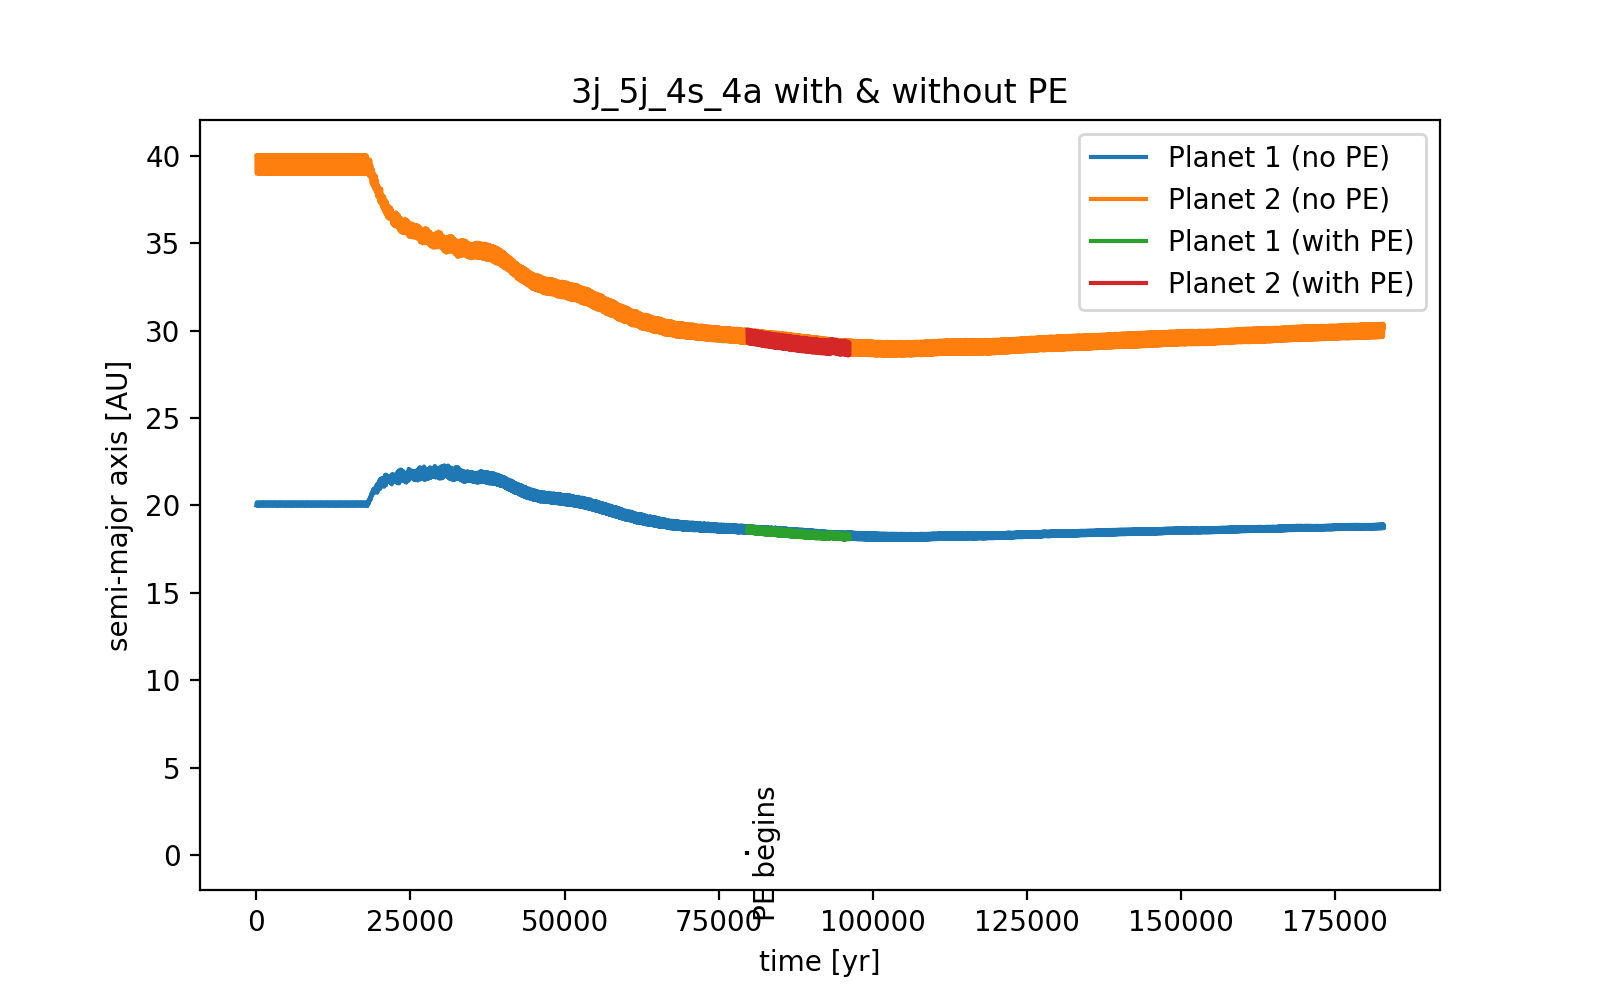 3j_5j_4s_4a with & without PE
Planet 1 (no PE)
Planet 2 (no PE)
Planet 1 (with PE)
Planet 2 (with PE)
semi-major axis [AU]
40
35
30
25
20
15
10
5
0
PE begins
0
25000
50000
75000
100000
125000
150000
175000
time [yr]